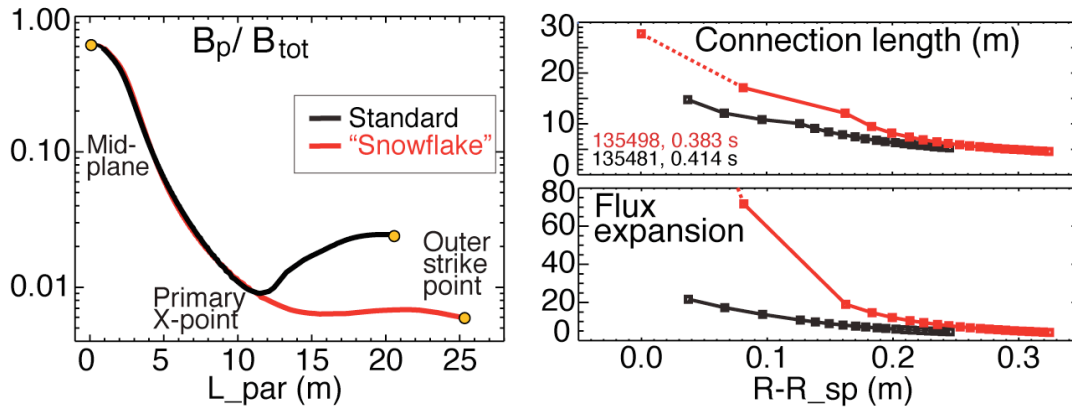 1.00
0.10
0.01
B_p/ B_tot
Standard
“Snowflake”
Mid-
plane
Primary
X-point
Outer
strike
point
0 5 10 15 20 25
L_par (m)
30
20
10
0
Connection length (m)
135498, 0.383 s
135481, 0.414 s
80
60
40
20
0
Flux
expansion
0.0 0.1 0.2 0.3
R-R_sp (m)